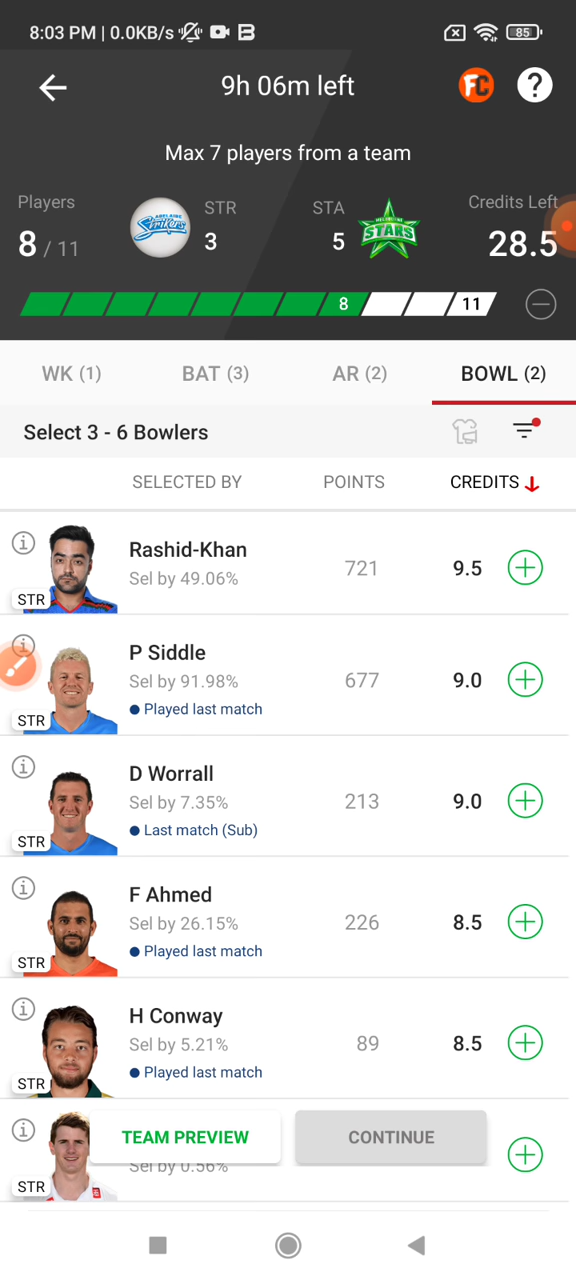 8:03 PM | 0.0KB/s
85
9h 06m left
FC
?
Max 7 players from a team
Players
STR
STA
Credits Left
8 / 11
3
5
28.5
ADELAIDE
Strikers
MELBOURNE
STARS
8
11
WK (1)
BAT (3)
AR (2)
BOWL (2)
Select 3 - 6 Bowlers
SELECTED BY
POINTS
CREDITS
Rashid-Khan
Sel by 49.06%
721
9.5
STR
P Siddle
Sel by 91.98%
677
9.0
Played last match
STR
D Worrall
Sel by 7.35%
213
9.0
Last match (Sub)
STR
F Ahmed
Sel by 26.15%
226
8.5
Played last match
STR
H Conway
Sel by 5.21%
89
8.5
Played last match
STR
TEAM PREVIEW
CONTINUE
Sel by 0.56%
STR